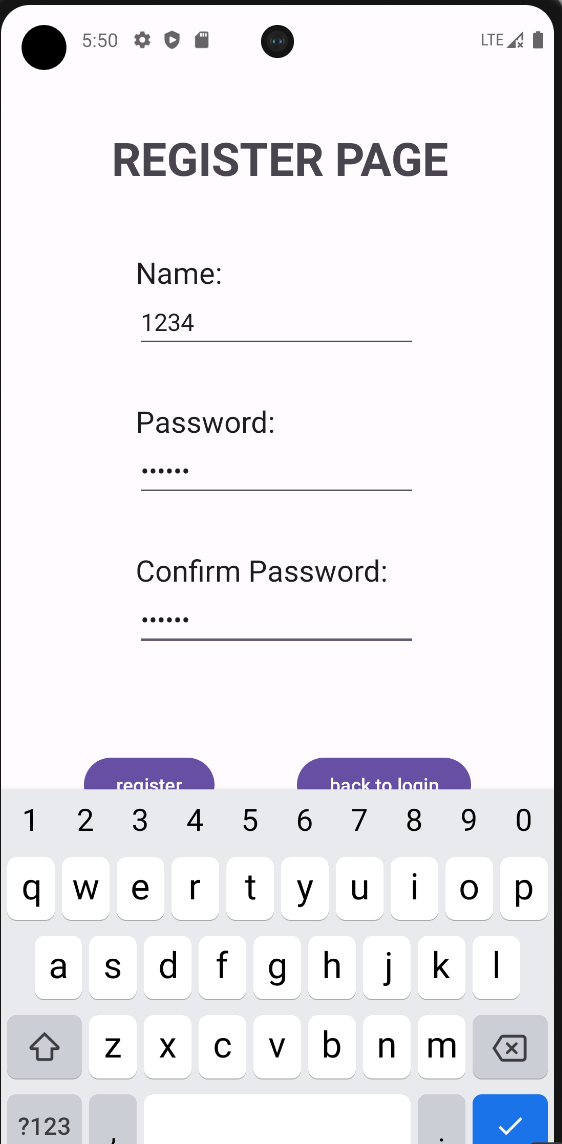 5:50 LTE
REGISTER PAGE
Name:
1234
Password:
••••••
Confirm Password:
••••••
register back to login
1 2 3 4 5 6 7 8 9 0
q w e r t y u i o p
a s d f g h j k l
z x c v b n m
?123 , .